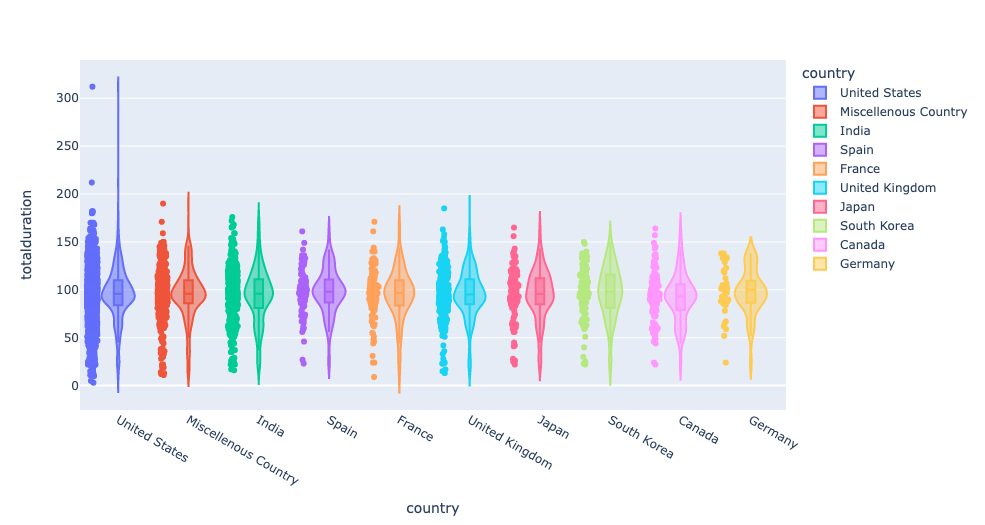 country
United States
Miscellenous Country
India
Spain
France
United Kingdom
Japan
South Korea
Canada
Germany
totalduration
300
250
200
150
100
50
0
United States
Miscellenous Country
India
Spain
France
United Kingdom
Japan
South Korea
Canada
Germany
country